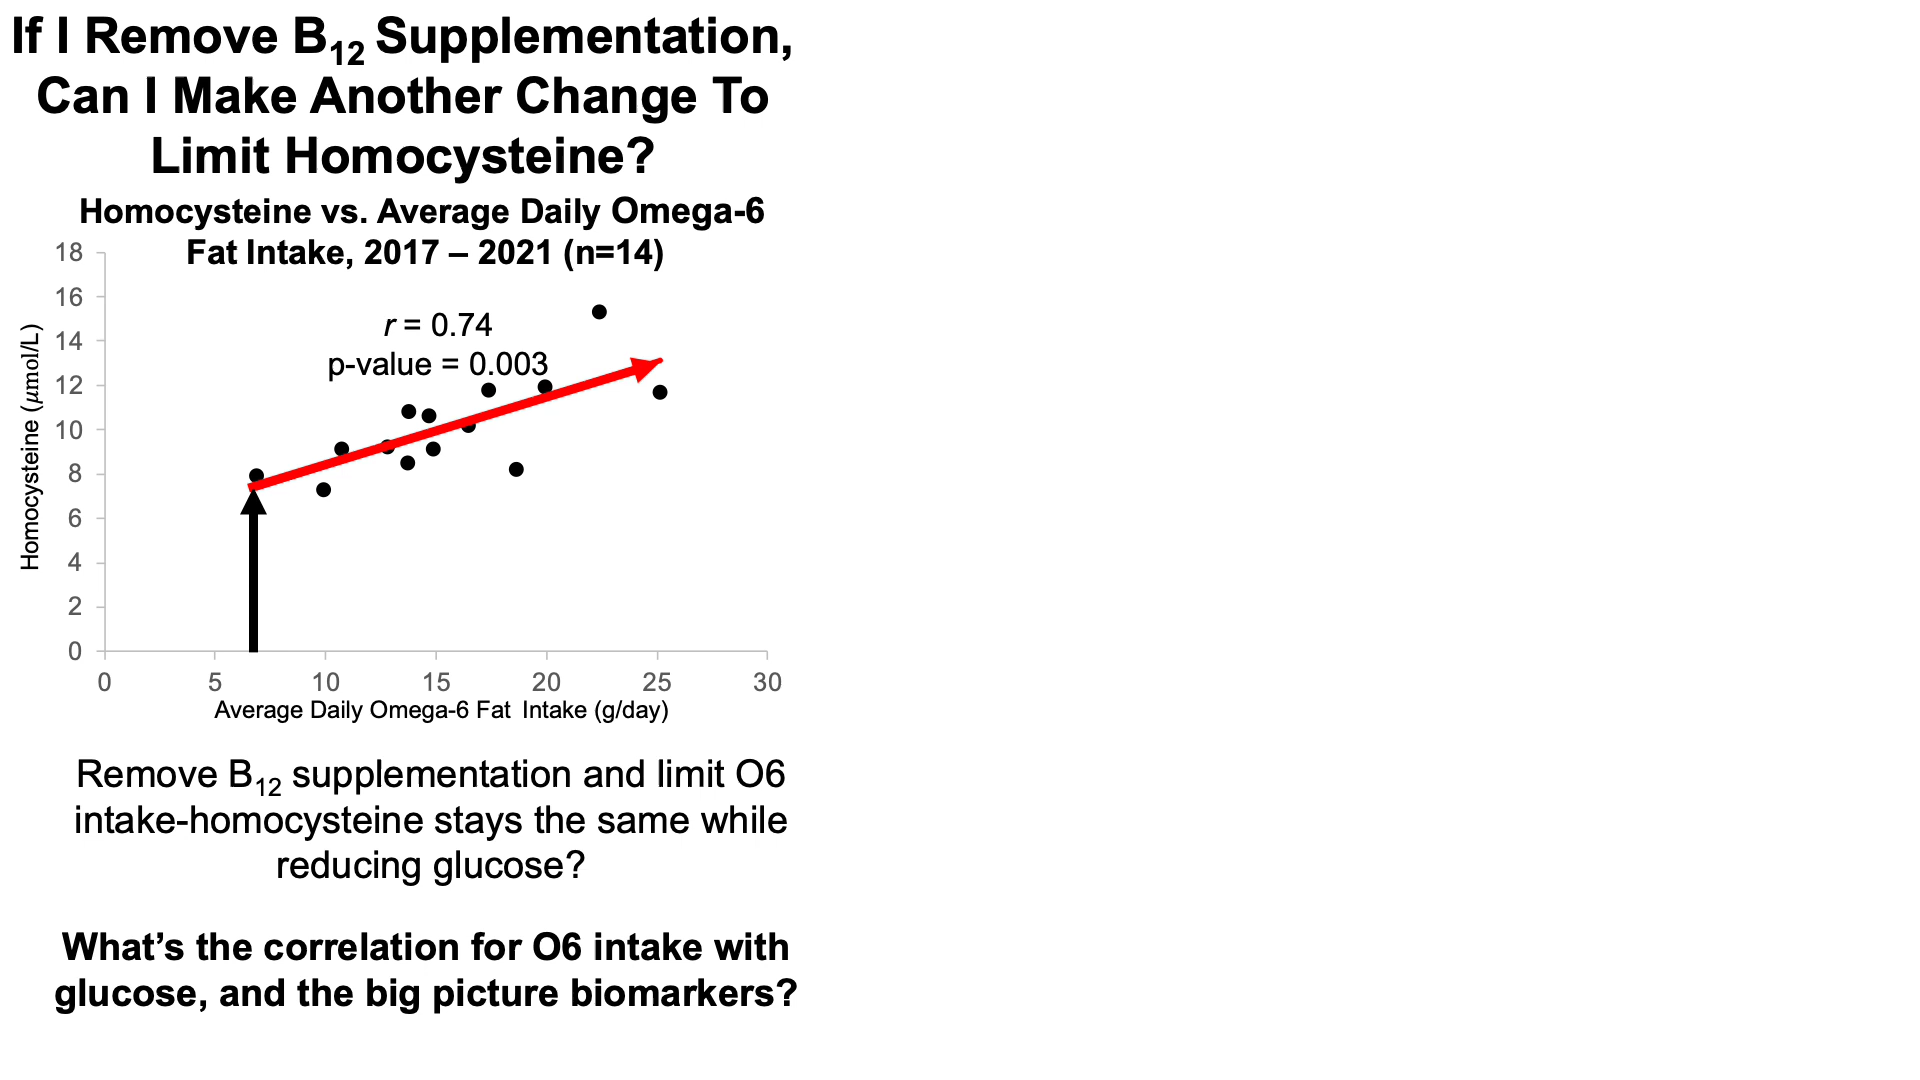 If I Remove B₁₂ Supplementation,
Can I Make Another Change To
Limit Homocysteine?
Homocysteine vs. Average Daily Omega-6
Fat Intake, 2017 – 2021 (n=14)
18
16
14
12
10
8
6
4
2
0
Homocysteine (μmol/L)
r = 0.74
p-value = 0.003
0 5 10 15 20 25 30
Average Daily Omega-6 Fat Intake (g/day)
Remove B₁₂ supplementation and limit O6
intake-homocysteine stays the same while
reducing glucose?
What’s the correlation for O6 intake with
glucose, and the big picture biomarkers?